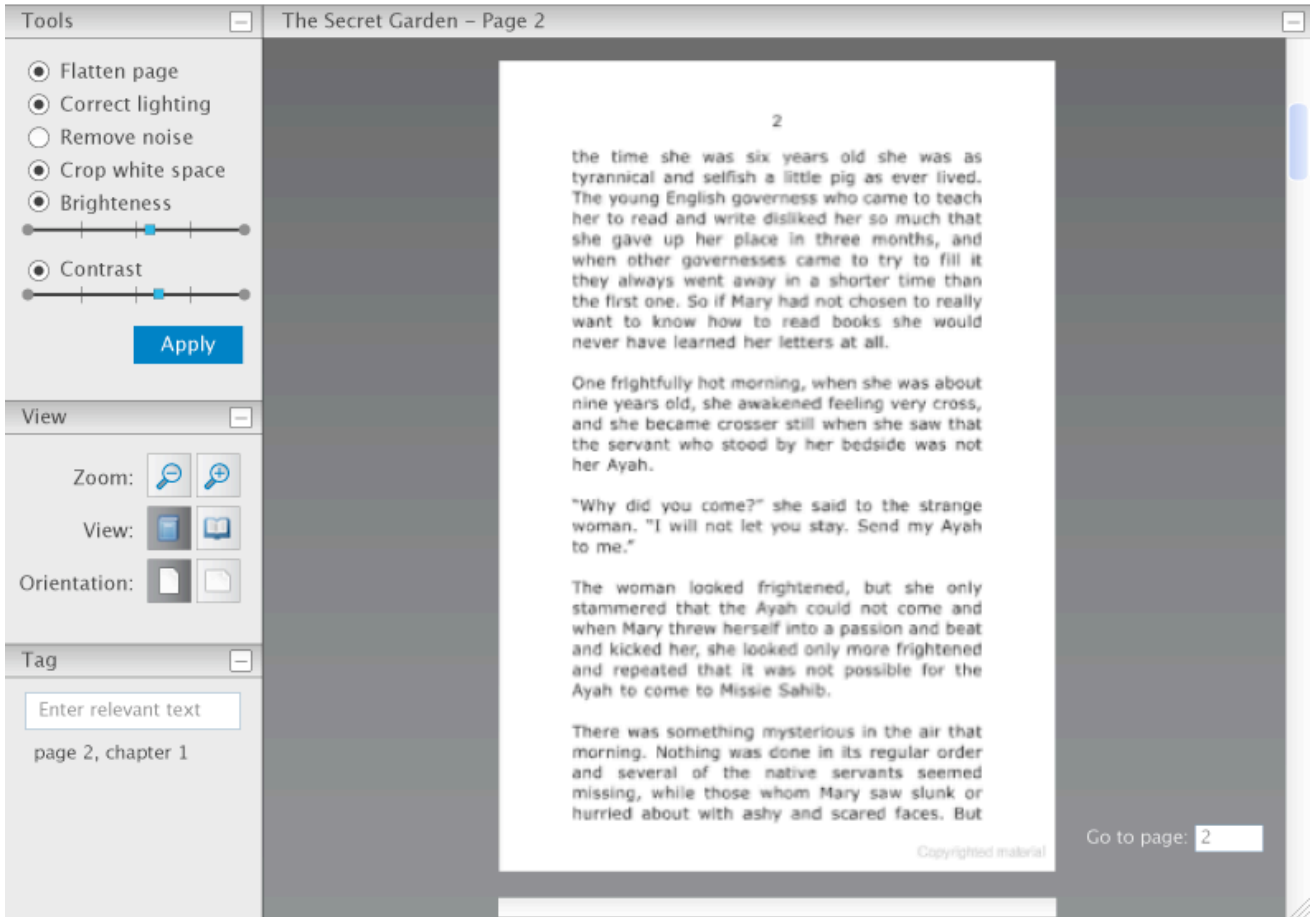 Tools
Flatten page
Correct lighting
Remove noise
Crop white space
Brighteness
Contrast
Apply
View
Zoom:
View:
Orientation:
Tag
Enter relevant text
page 2, chapter 1
The Secret Garden – Page 2
2
the time she was six years old she was as
tyrannical and selfish a little pig as ever lived.
The young English governess who came to teach
her to read and write disliked her so much that
she gave up her place in three months, and
when other governesses came to try to fill it
they always went away in a shorter time than
the first one. So if Mary had not chosen to really
want to know how to read books she would
never have learned her letters at all.
One frightfully hot morning, when she was about
nine years old, she awakened feeling very cross,
and she became crosser still when she saw that
the servant who stood by her bedside was not
her Ayah.
"Why did you come?" she said to the strange
woman. "I will not let you stay. Send my Ayah
to me."
The woman looked frightened, but she only
stammered that the Ayah could not come and
when Mary threw herself into a passion and beat
and kicked her, she looked only more frightened
and repeated that it was not possible for the
Ayah to come to Missie Sahib.
There was something mysterious in the air that
morning. Nothing was done in its regular order
and several of the native servants seemed
missing, while those whom Mary saw slunk or
hurried about with ashy and scared faces. But
Copyrighted material
Go to page: 2